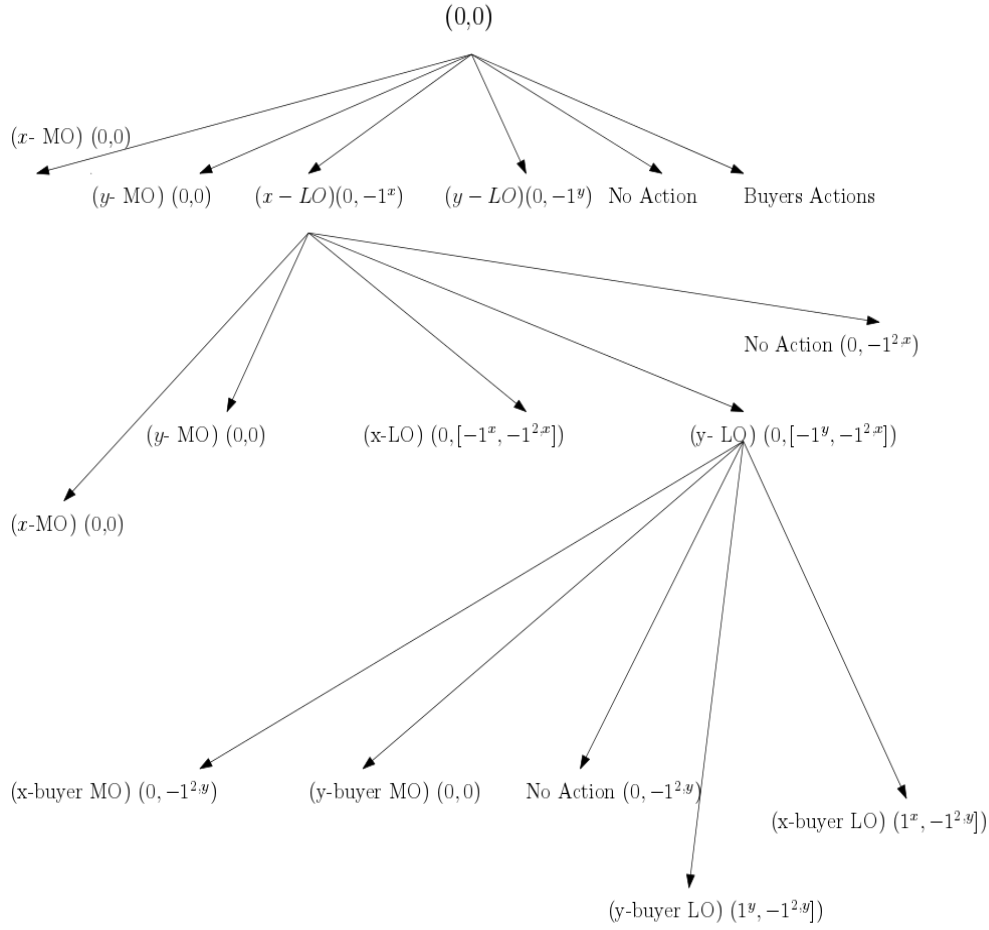 (0,0)
(x- MO) (0,0)
(y- MO) (0,0) (x − LO)(0, −1^x) (y − LO)(0, −1^y) No Action Buyers Actions
No Action (0, −1^{2,x})
(y- MO) (0,0) (x-LO) (0, [−1^x, −1^{2,x}]) (y- LO) (0, [−1^y, −1^{2,x}])
(x-MO) (0,0)
(x-buyer MO) (0, −1^{2,y}) (y-buyer MO) (0, 0) No Action (0, −1^{2,y})
(x-buyer LO) (1^x, −1^{2,y}])
(y-buyer LO) (1^y, −1^{2,y}])